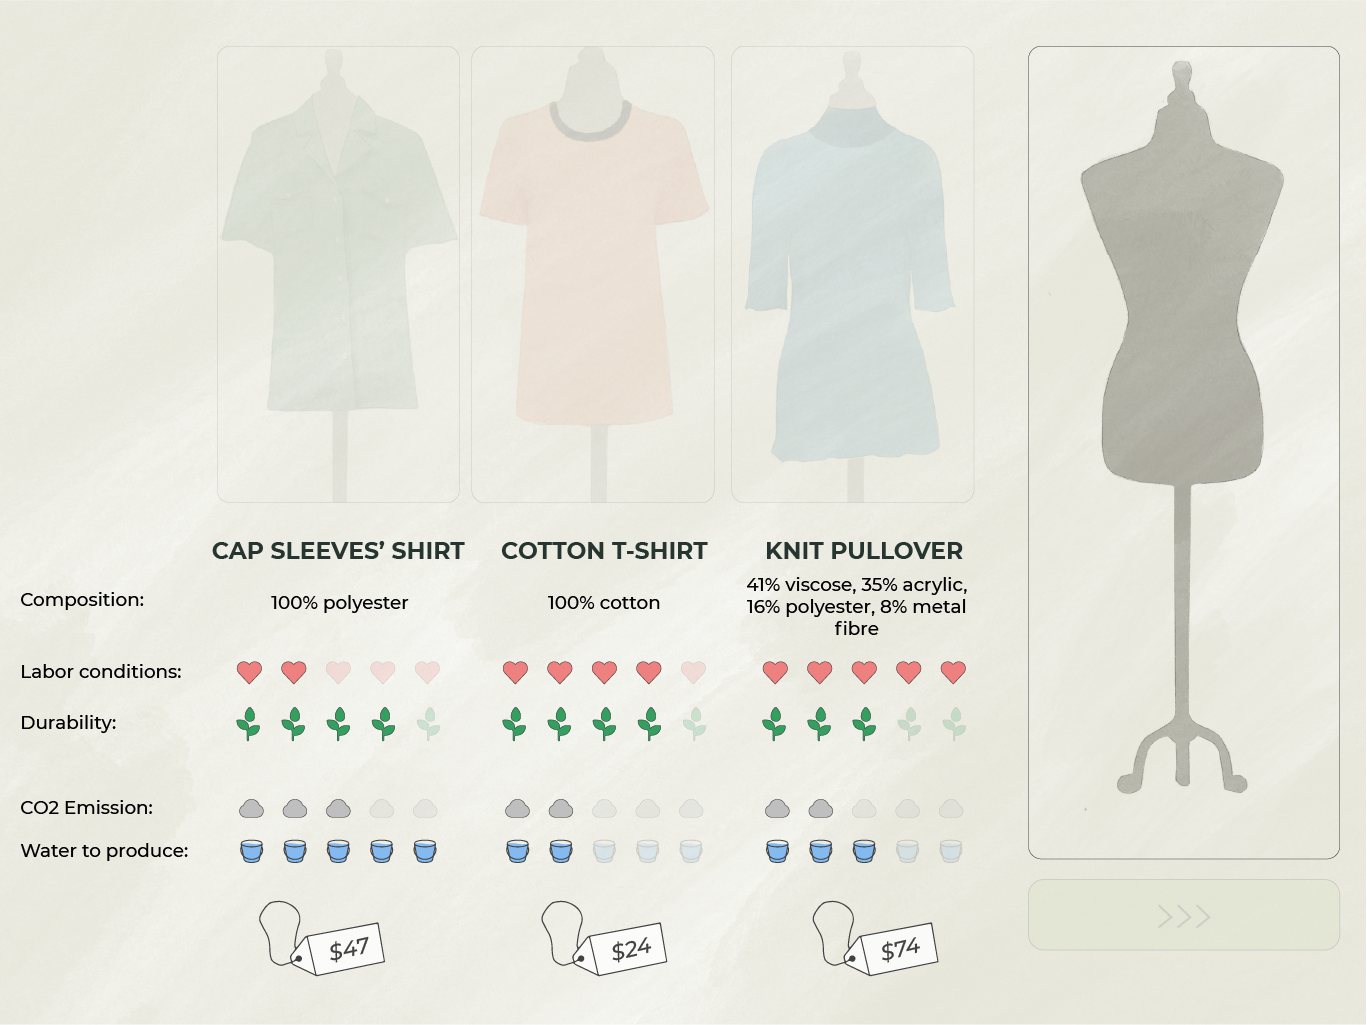 CAP SLEEVES’ SHIRT
COTTON T-SHIRT
KNIT PULLOVER
Composition:
100% polyester
100% cotton
41% viscose, 35% acrylic,
16% polyester, 8% metal
fibre
Labor conditions:
Durability:
CO2 Emission:
Water to produce:
$47
$24
$74